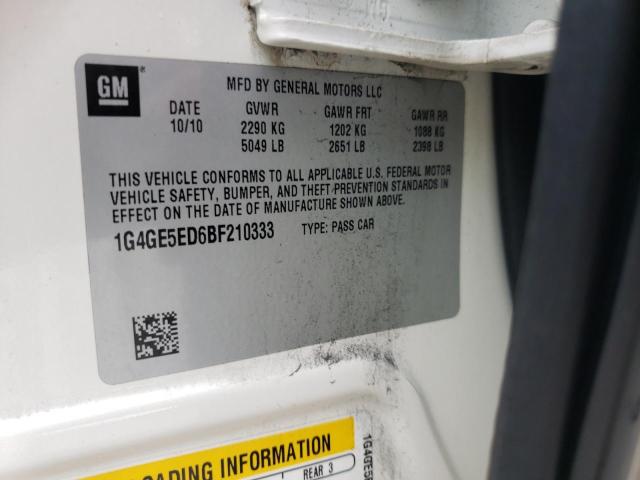 GM
MFD BY GENERAL MOTORS LLC
DATE GVWR GAWR FRT GAWR RR
10/10 2290 KG 1202 KG 1088 KG
5049 LB 2651 LB 2398 LB
THIS VEHICLE CONFORMS TO ALL APPLICABLE U.S. FEDERAL MOTOR
VEHICLE SAFETY, BUMPER, AND THEFT PREVENTION STANDARDS IN
EFFECT ON THE DATE OF MANUFACTURE SHOWN ABOVE.
1G4GE5ED6BF210333 TYPE: PASS CAR
LOADING INFORMATION
REAR 3